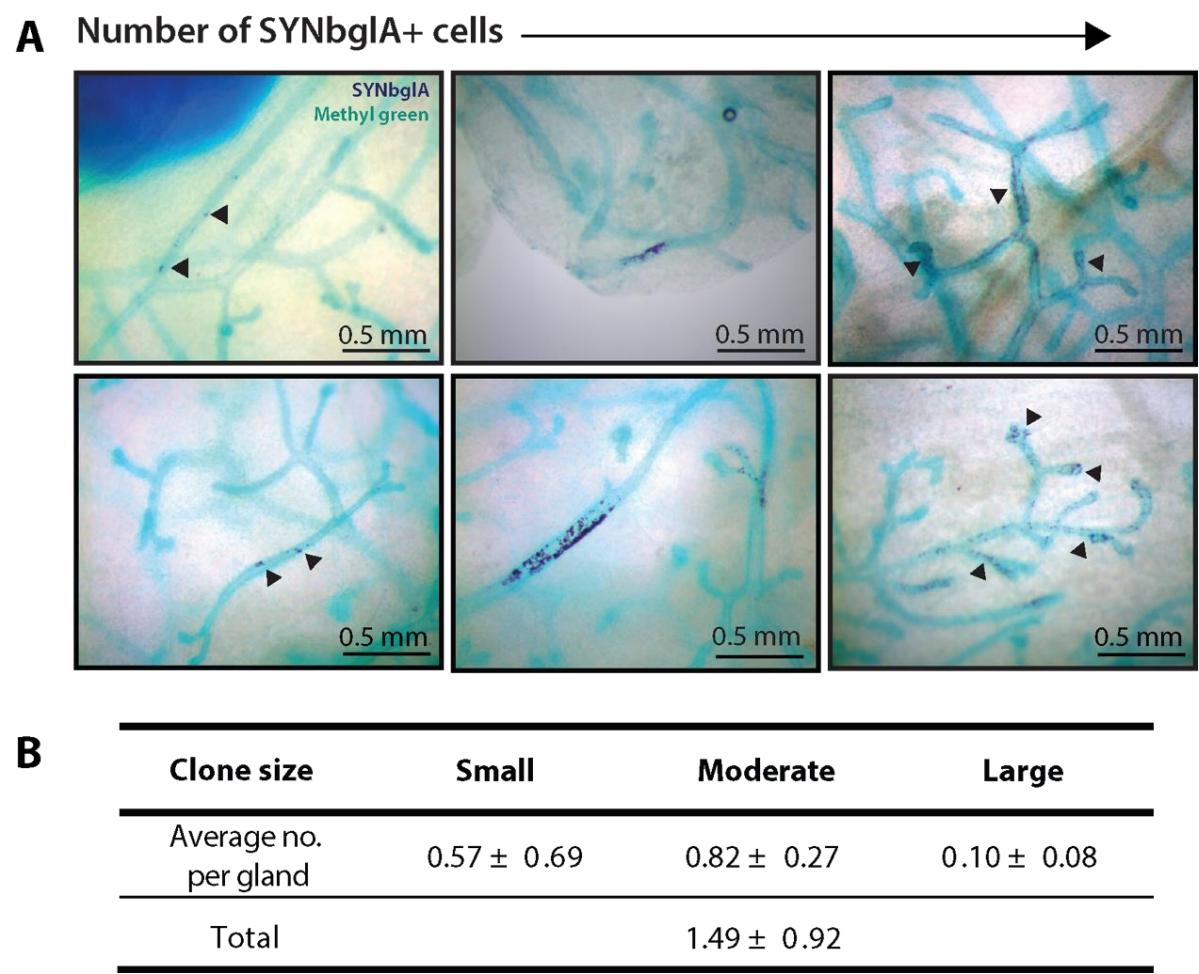 A
Number of SYNbglA+ cells
SYNbglA
Methyl green
0.5 mm
0.5 mm
0.5 mm
0.5 mm
0.5 mm
0.5 mm
B
Clone size Small Moderate Large
Average no.
per gland 0.57 ± 0.69 0.82 ± 0.27 0.10 ± 0.08
Total 1.49 ± 0.92